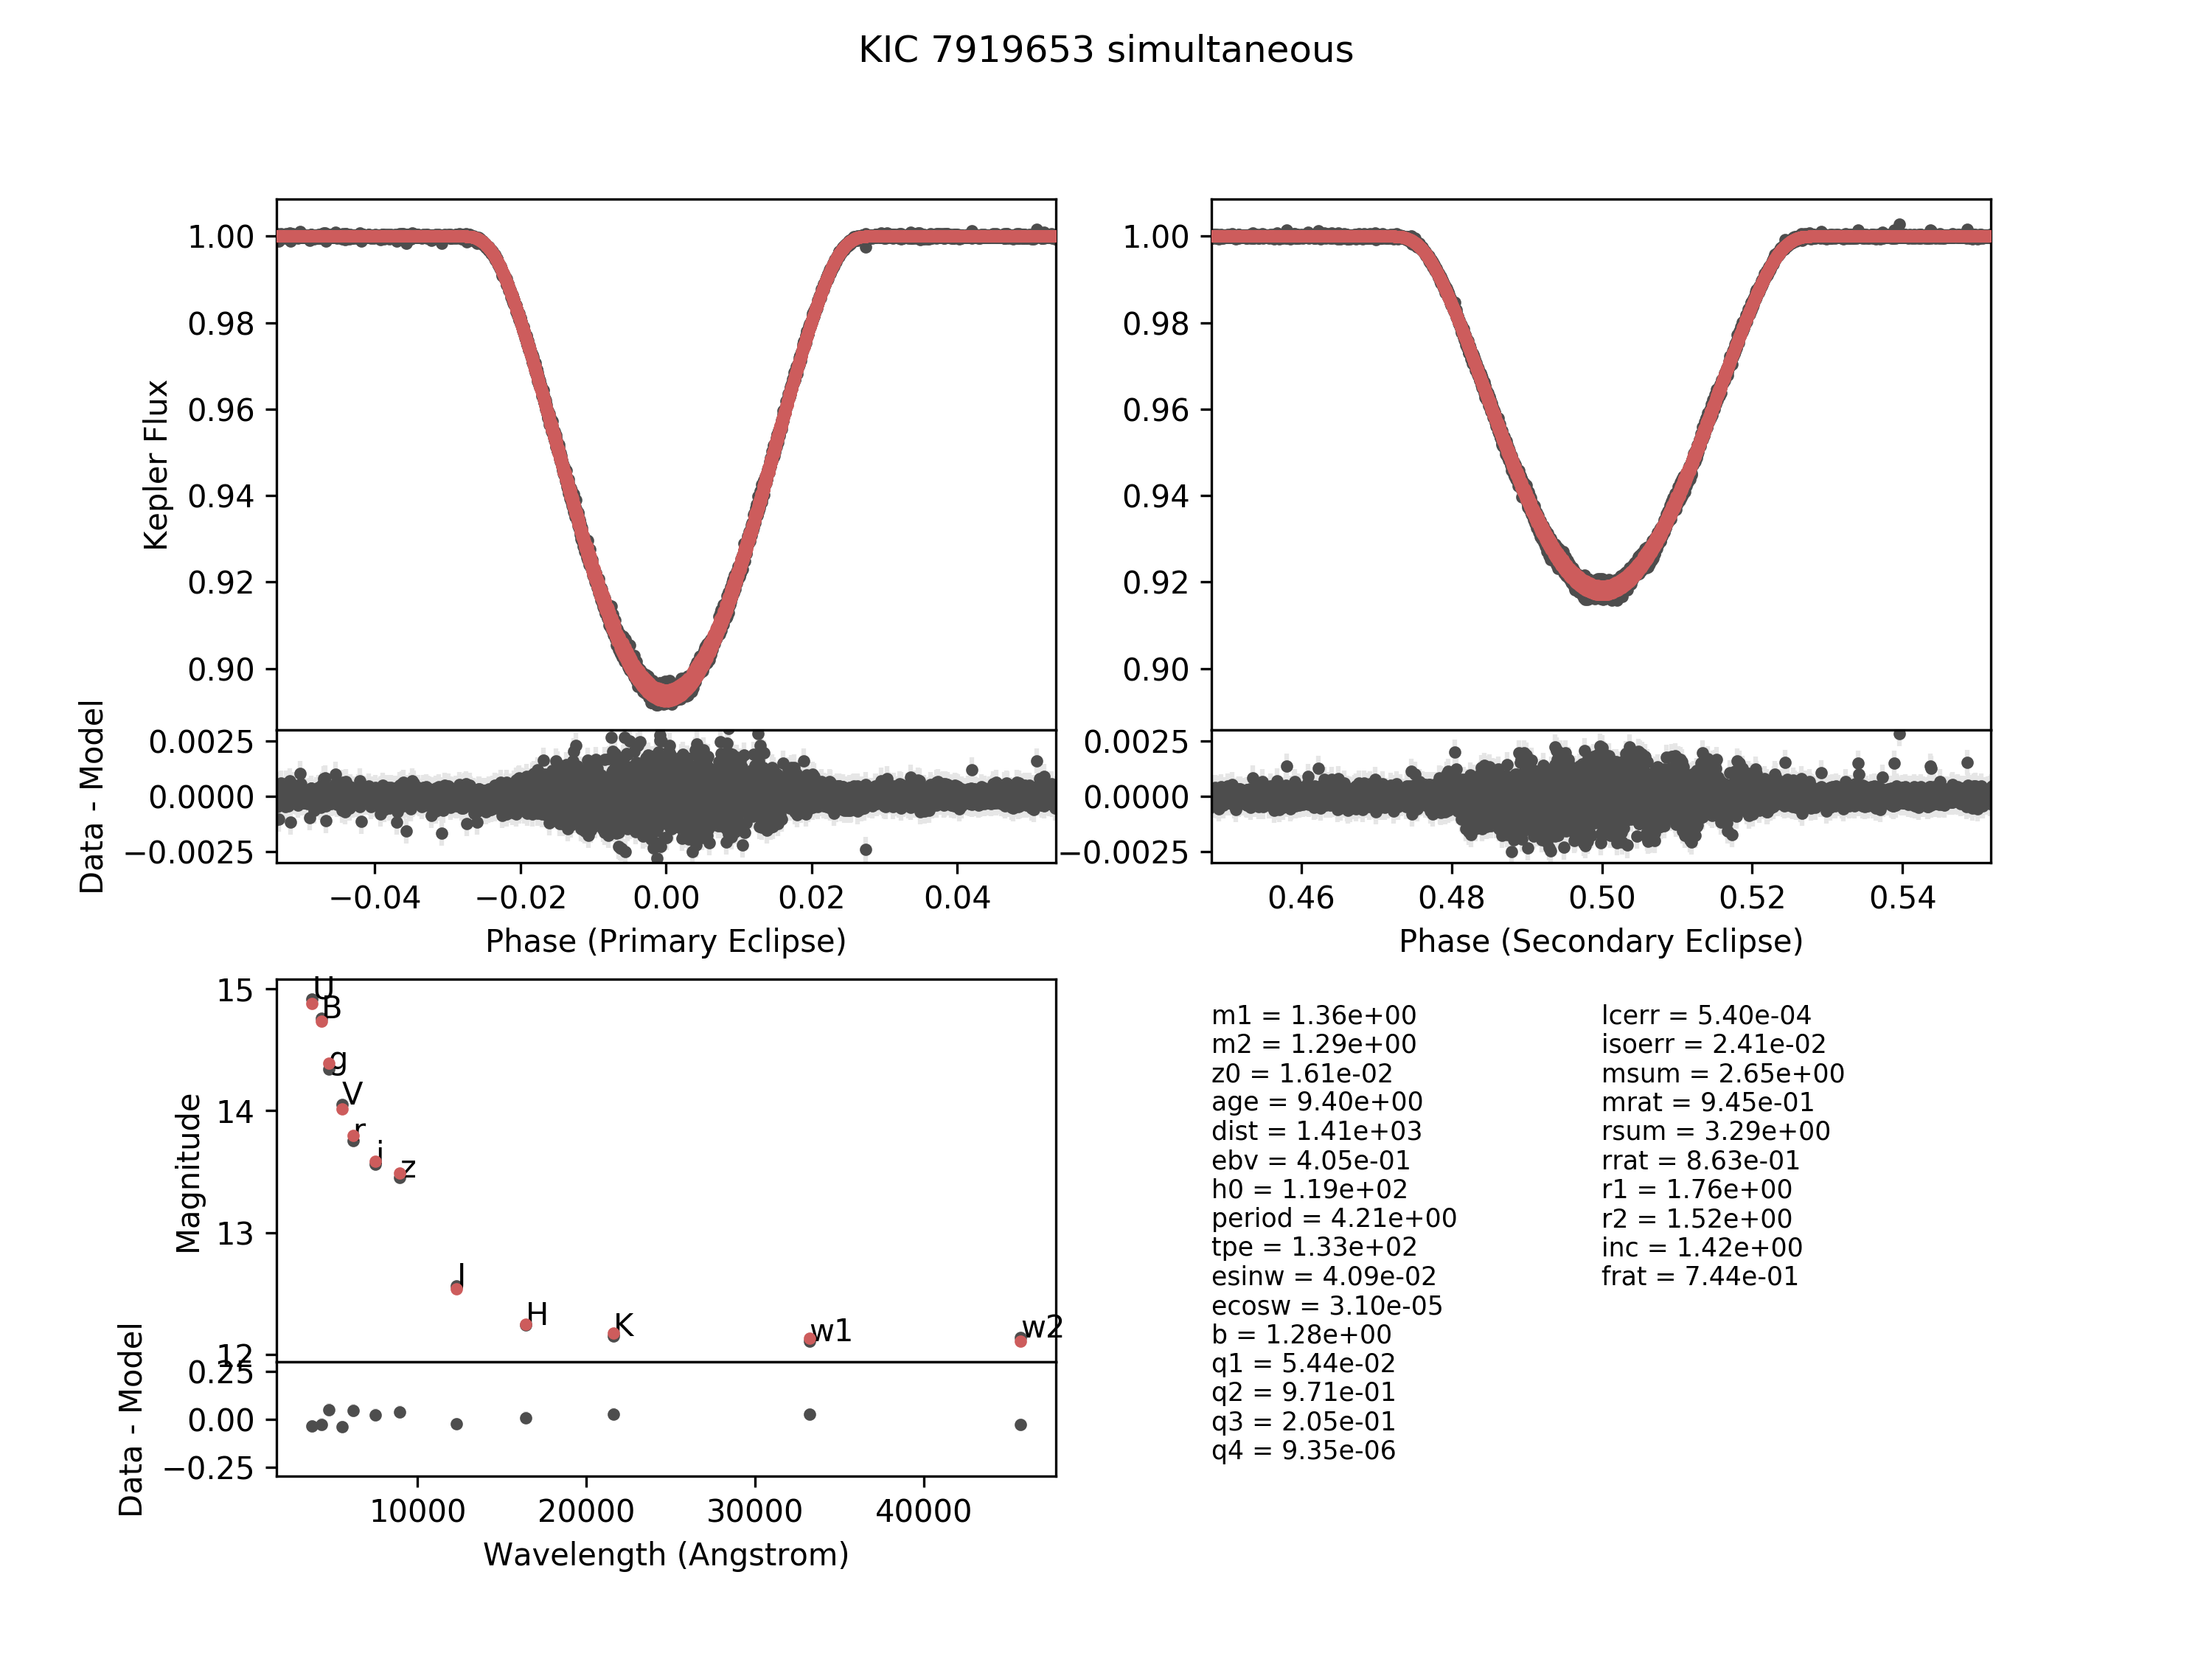 KIC 7919653 simultaneous
1.00
0.98
0.96
0.94
0.92
0.90
Kepler Flux
1.00
0.98
0.96
0.94
0.92
0.90
0.0025
0.0000
−0.0025
Data - Model
0.0025
0.0000
−0.0025
−0.04 −0.02 0.00 0.02 0.04
Phase (Primary Eclipse)
0.46 0.48 0.50 0.52 0.54
Phase (Secondary Eclipse)
15
14
13
12
Magnitude
U
B
g
V
r
i
z
J
H
K
w1
w2
0.25
0.00
−0.25
Data - Model
10000 20000 30000 40000
Wavelength (Angstrom)
m1 = 1.36e+00
m2 = 1.29e+00
z0 = 1.61e-02
age = 9.40e+00
dist = 1.41e+03
ebv = 4.05e-01
h0 = 1.19e+02
period = 4.21e+00
tpe = 1.33e+02
esinw = 4.09e-02
ecosw = 3.10e-05
b = 1.28e+00
q1 = 5.44e-02
q2 = 9.71e-01
q3 = 2.05e-01
q4 = 9.35e-06
lcerr = 5.40e-04
isoerr = 2.41e-02
msum = 2.65e+00
mrat = 9.45e-01
rsum = 3.29e+00
rrat = 8.63e-01
r1 = 1.76e+00
r2 = 1.52e+00
inc = 1.42e+00
frat = 7.44e-01